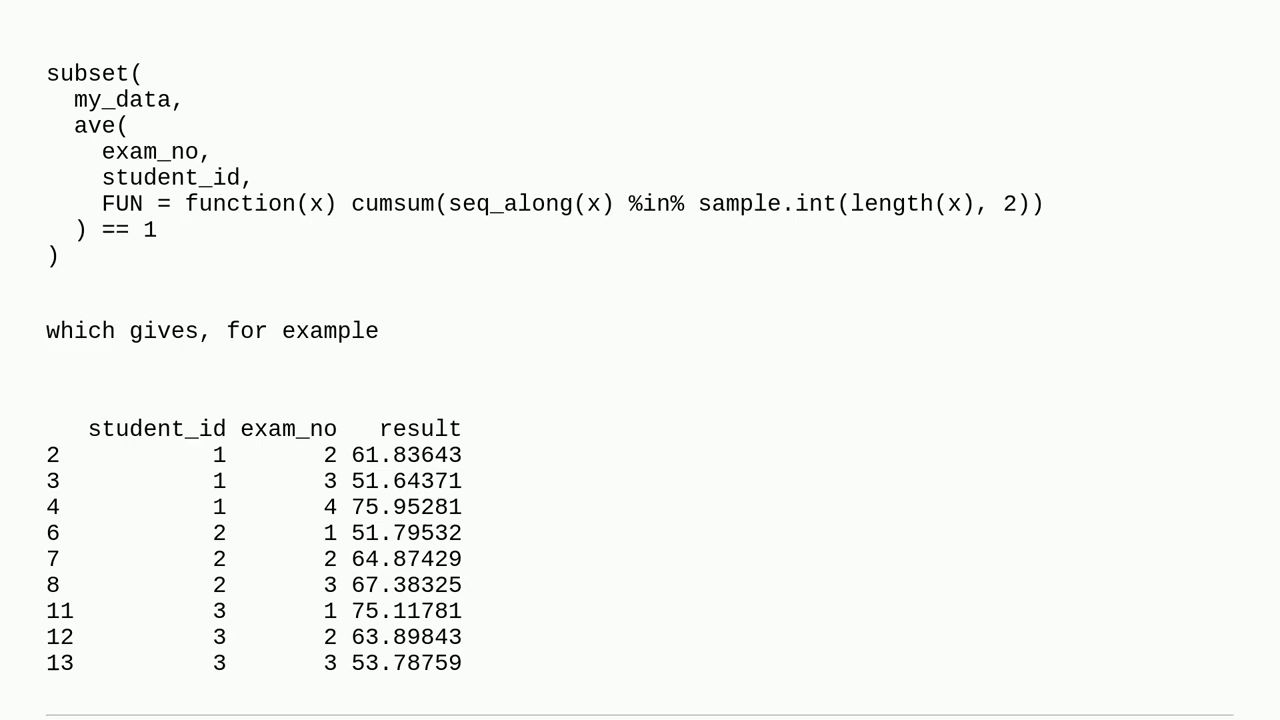 subset(
  my_data,
  ave(
    exam_no,
    student_id,
    FUN = function(x) cumsum(seq_along(x) %in% sample.int(length(x), 2))
  ) == 1
)
which gives, for example
   student_id exam_no   result
2           1       2 61.83643
3           1       3 51.64371
4           1       4 75.95281
6           2       1 51.79532
7           2       2 64.87429
8           2       3 67.38325
11          3       1 75.11781
12          3       2 63.89843
13          3       3 53.78759